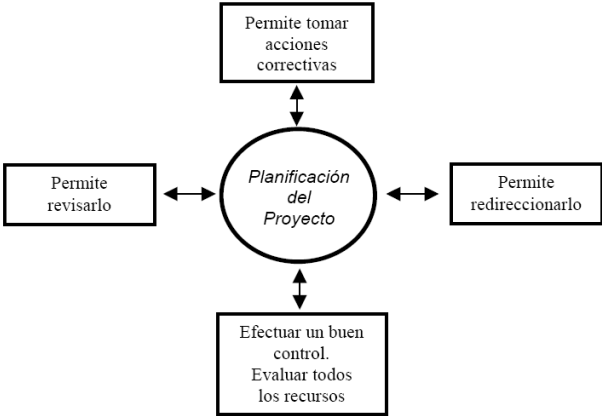 Permite tomar
acciones
correctivas
Permite
revisarlo
Planificación
del
Proyecto
Permite
redireccionarlo
Efectuar un buen
control.
Evaluar todos
los recursos